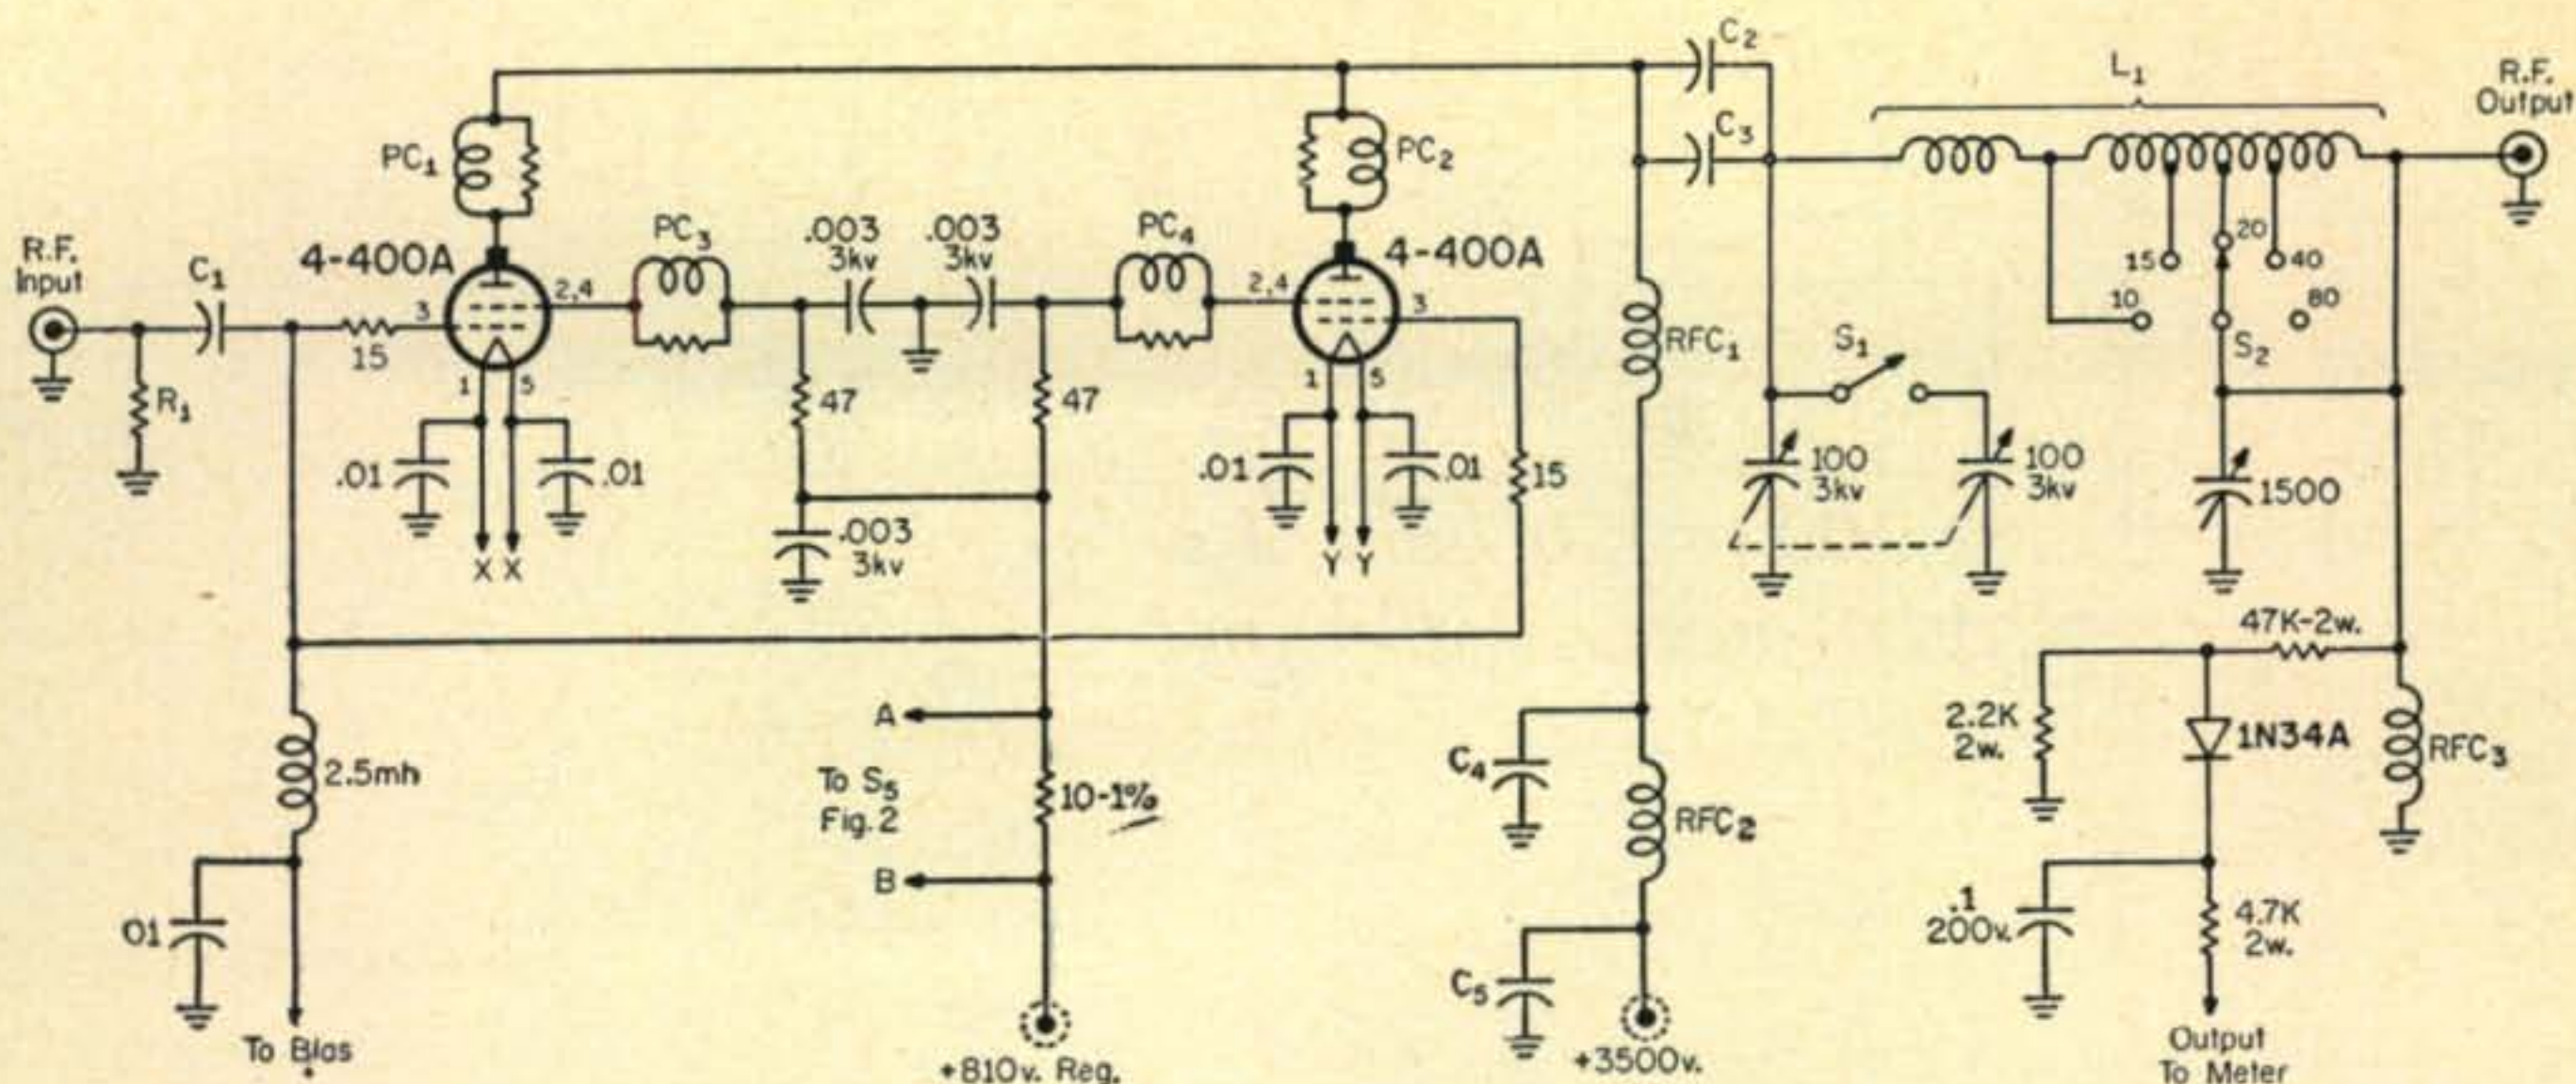 R.F.
Input
C1
R1
15
4-400A
3
2,4
1
5
.01
.01
X X
PC1
PC3
.003
3kv
.003
3kv
47
47
.003
3kv
PC4
PC2
4-400A
2,4
3
1
5
.01
.01
Y Y
15
2.5mh
01
To Bias
A
To S5
Fig.2
B
10-1%
+810v. Reg.
C2
C3
RFC1
C4
RFC2
C5
+3500v.
S1
100
3kv
100
3kv
L1
R.F.
Output
15
20
40
10
80
S2
1500
47K-2w.
2.2K
2w.
1N34A
RFC3
.1
200v.
4.7K
2w.
Output
To Meter